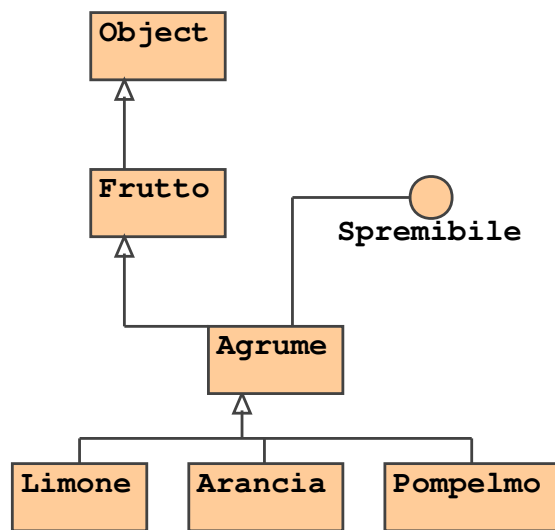 Object
Frutto
Spremibile
Agrume
Limone
Arancia
Pompelmo